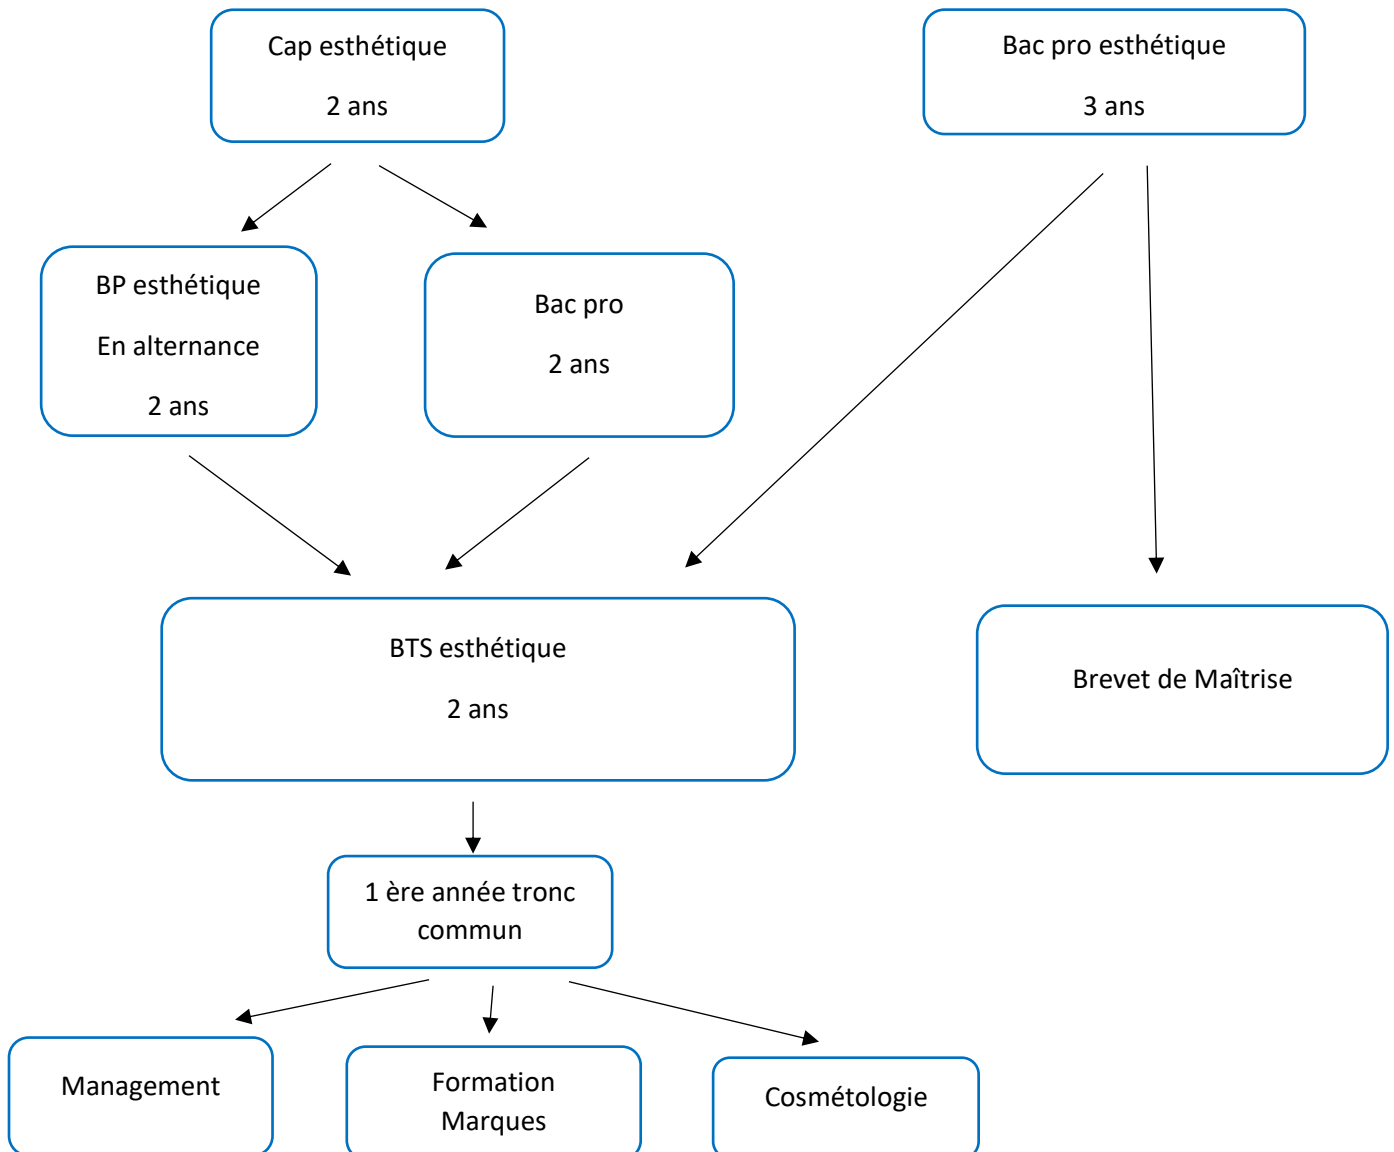 Cap esthétique
2 ans
Bac pro esthétique
3 ans
BP esthétique
En alternance
2 ans
Bac pro
2 ans
BTS esthétique
2 ans
Brevet de Maîtrise
1 ère année tronc
commun
Management
Formation
Marques
Cosmétologie